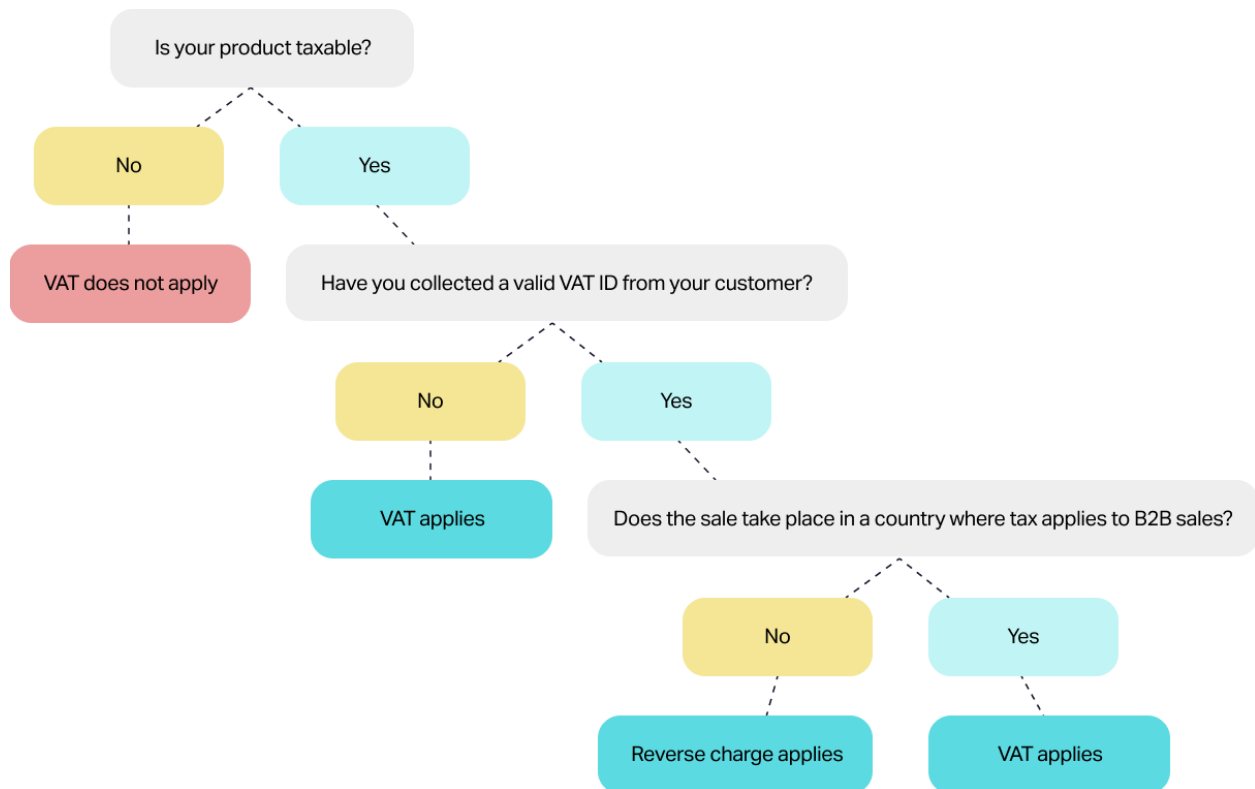 Is your product taxable?
No
Yes
VAT does not apply
Have you collected a valid VAT ID from your customer?
No
Yes
VAT applies
Does the sale take place in a country where tax applies to B2B sales?
No
Yes
Reverse charge applies
VAT applies